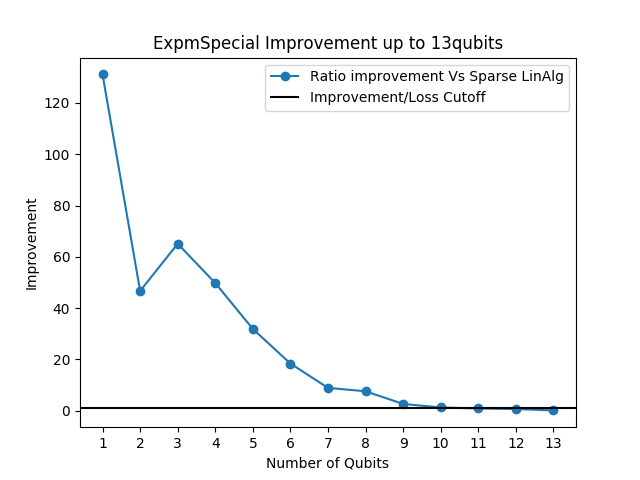 ExpmSpecial Improvement up to 13qubits
Ratio improvement Vs Sparse LinAlg
Improvement/Loss Cutoff
Improvement
120
100
80
60
40
20
0
1 2 3 4 5 6 7 8 9 10 11 12 13
Number of Qubits